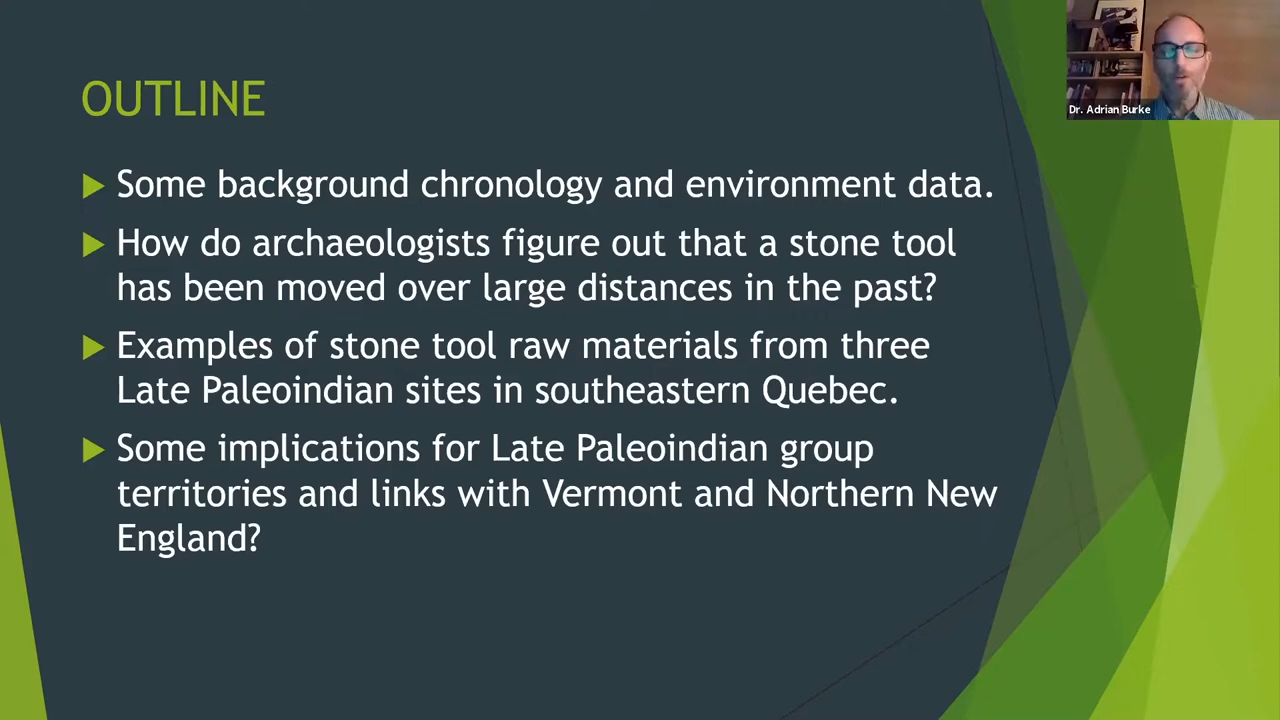 OUTLINE
Dr. Adrian Burke
Some background chronology and environment data.
How do archaeologists figure out that a stone tool
has been moved over large distances in the past?
Examples of stone tool raw materials from three
Late Paleoindian sites in southeastern Quebec.
Some implications for Late Paleoindian group
territories and links with Vermont and Northern New
England?